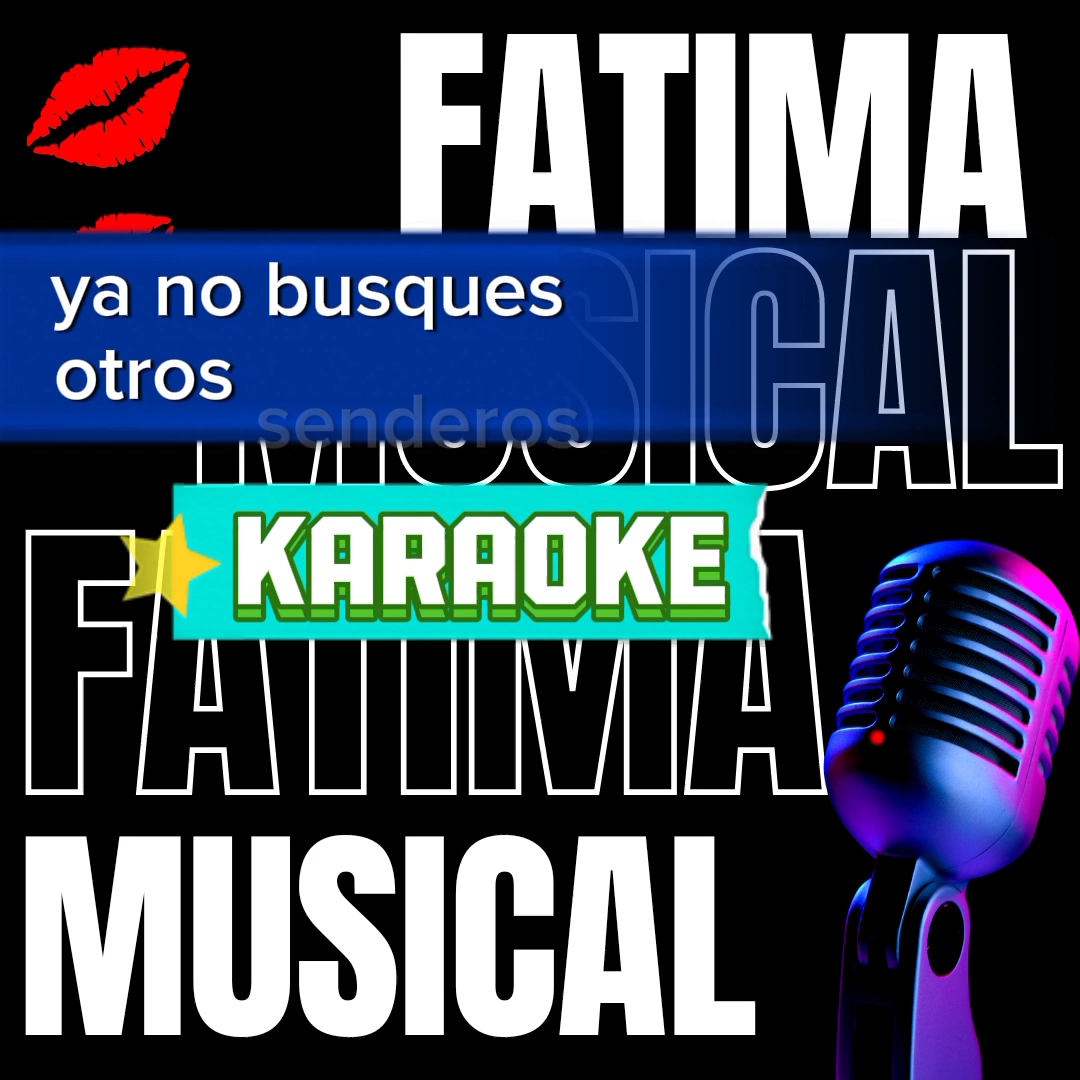 FATIMA
MUSICAL
ya no busques
otros
senderos
KARAOKE
FATIMA
MUSICAL